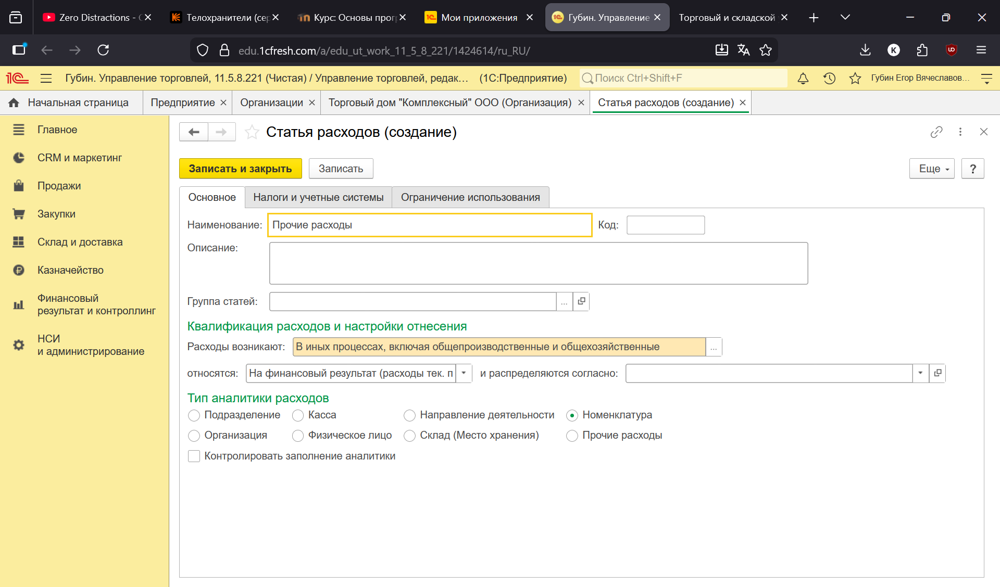 Zero Distractions -
Телохранители (сер
Курс: Основы прог
Мои приложения
Губин. Управление
Торговый и складской
edu.1cfresh.com/a/edu_ut_work_11_5_8_221/1424614/ru_RU/
K
Губин. Управление торговлей, 11.5.8.221 (Чистая) / Управление торговлей, редак... (1С:Предприятие)
Поиск Ctrl+Shift+F
Губин Егор Вячеславов...
Начальная страница
Предприятие
Организации
Торговый дом "Комплексный" ООО (Организация)
Статья расходов (создание)
Главное
CRM и маркетинг
Продажи
Закупки
Склад и доставка
Казначейство
Финансовый
результат и контроллинг
НСИ
и администрирование
Статья расходов (создание)
Записать и закрыть
Записать
Еще
?
Основное
Налоги и учетные системы
Ограничение использования
Наименование: Прочие расходы Код:
Описание:
Группа статей: ...
Квалификация расходов и настройки отнесения
Расходы возникают: В иных процессах, включая общепроизводственные и общехозяйственные ...
относятся: На финансовый результат (расходы тек. п и распределяются согласно:
Тип аналитики расходов
Подразделение Касса Направление деятельности Номенклатура
Организация Физическое лицо Склад (Место хранения) Прочие расходы
Контролировать заполнение аналитики